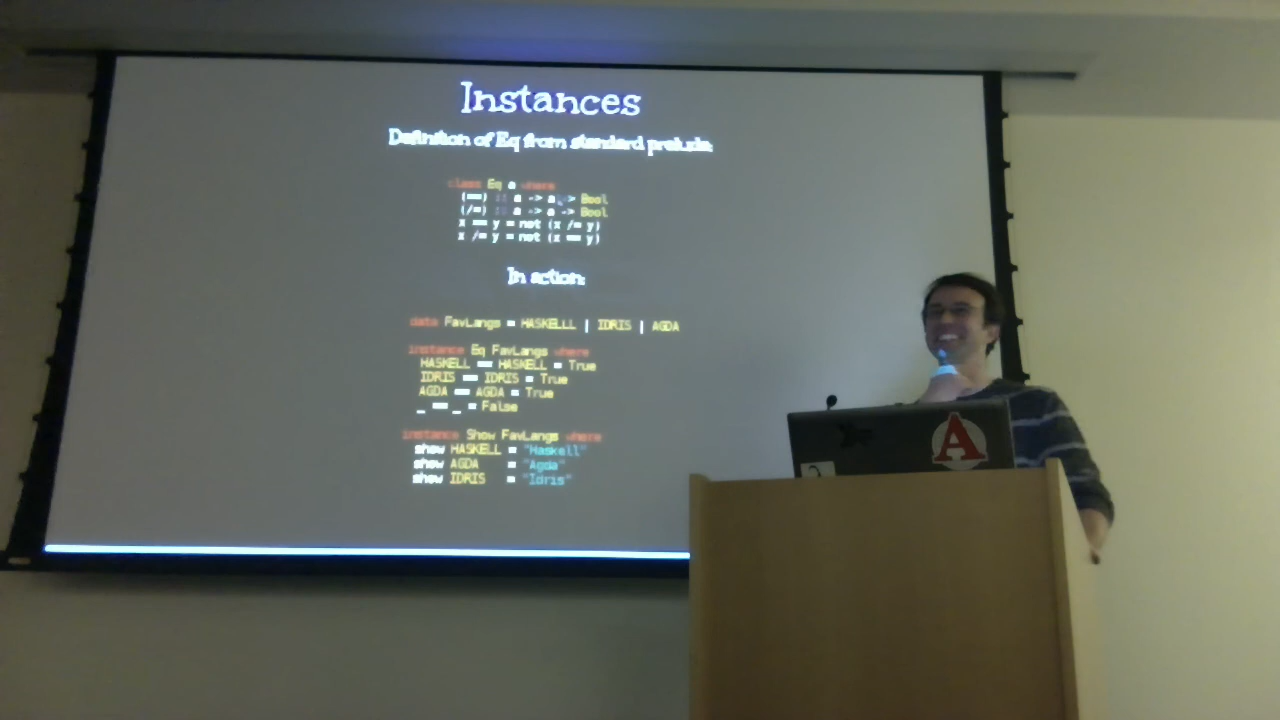 Instances
Definition of Eq from standard prelude:
class Eq a where
(==) :: a -> a -> Bool
(/=) :: a -> a -> Bool
x == y = not (x /= y)
x /= y = not (x == y)
In action:
data FavLangs = HASKELLL | IDRIS | AGDA
instance Eq FavLangs where
HASKELL == HASKELL = True
IDRIS == IDRIS = True
AGDA == AGDA = True
_ == _ = False
instance Show FavLangs where
show HASKELL = "Haskell"
show AGDA = "Agda"
show IDRIS = "Idris"
A